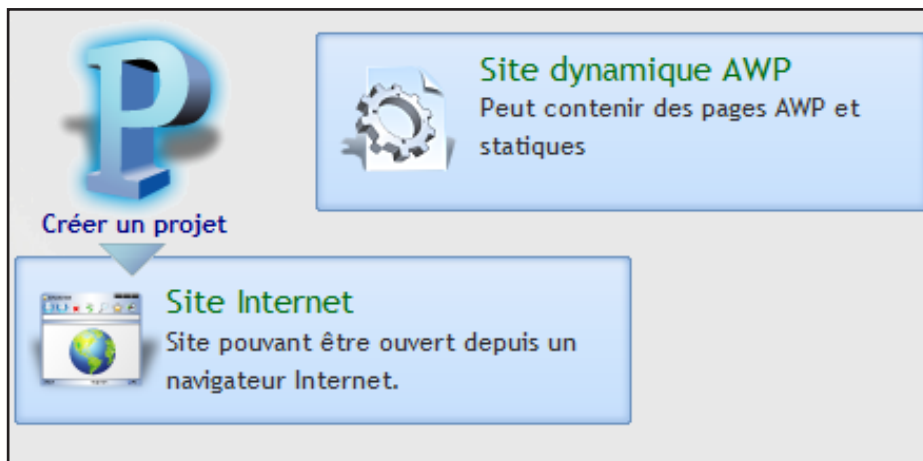 Site dynamique AWP
Peut contenir des pages AWP et
statiques
Créer un projet
Site Internet
Site pouvant être ouvert depuis un
navigateur Internet.